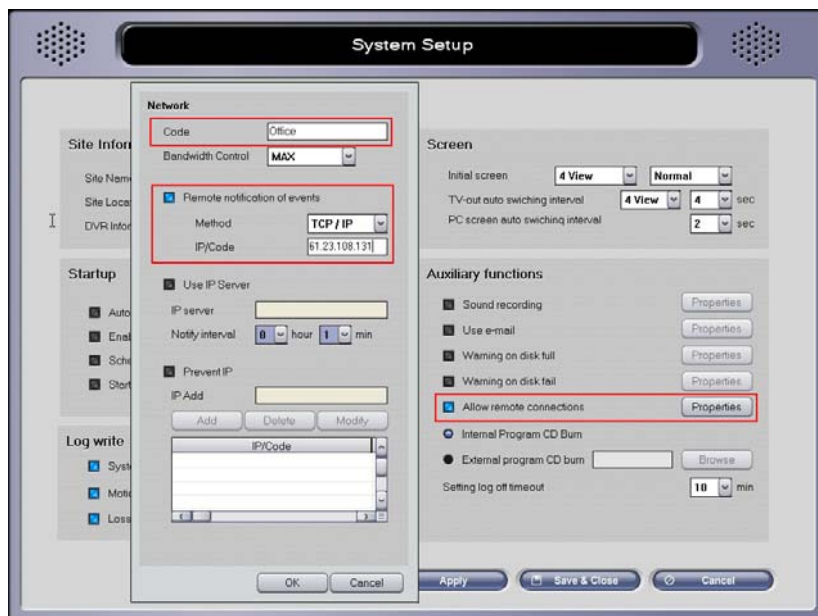 System Setup
Network
Code Office
Bandwidth Control MAX
Remote notification of events
Method TCP / IP
IP/Code 61.23.108.131
Use IP Server
IP server
Notify interval 0 hour 1 min
Prevent IP
IP Add
Add Delete Modify
IP/Code
OK Cancel
Site Infor
Site Nam
Site Loca
DVR Infor
Startup
Auto
Enal
Sche
Start
Log write
Syst
Motio
Loss
Screen
Initial screen 4 View Normal
TV-out auto swiching interval 4 View 4 sec
PC screen auto swiching interval 2 sec
Auxiliary functions
Sound recording Properties
Use e-mail Properties
Warning on disk full Properties
Warning on disk fail Properties
Allow remote connections Properties
Internal Program CD Burn
External program CD burn Browse
Setting log off timeout 10 min
Apply Save & Close Cancel